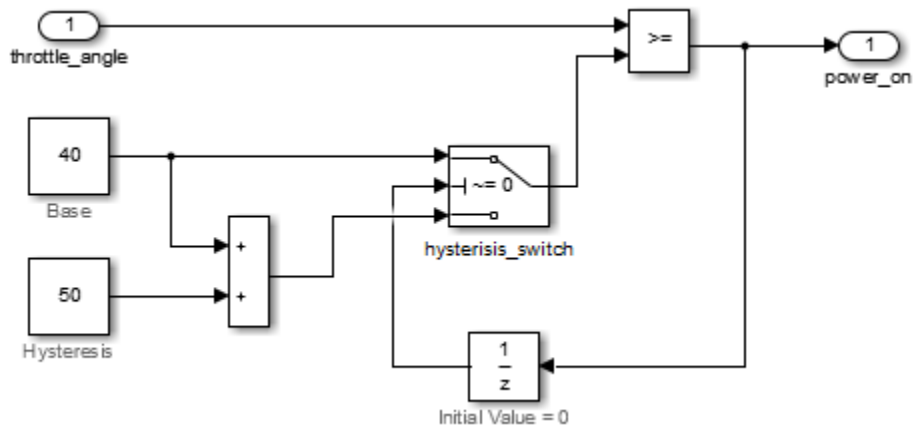 1
throttle_angle
>=
1
power_on
40
Base
~= 0
hysterisis_switch
+
+
50
Hysteresis
1
z
Initial Value = 0